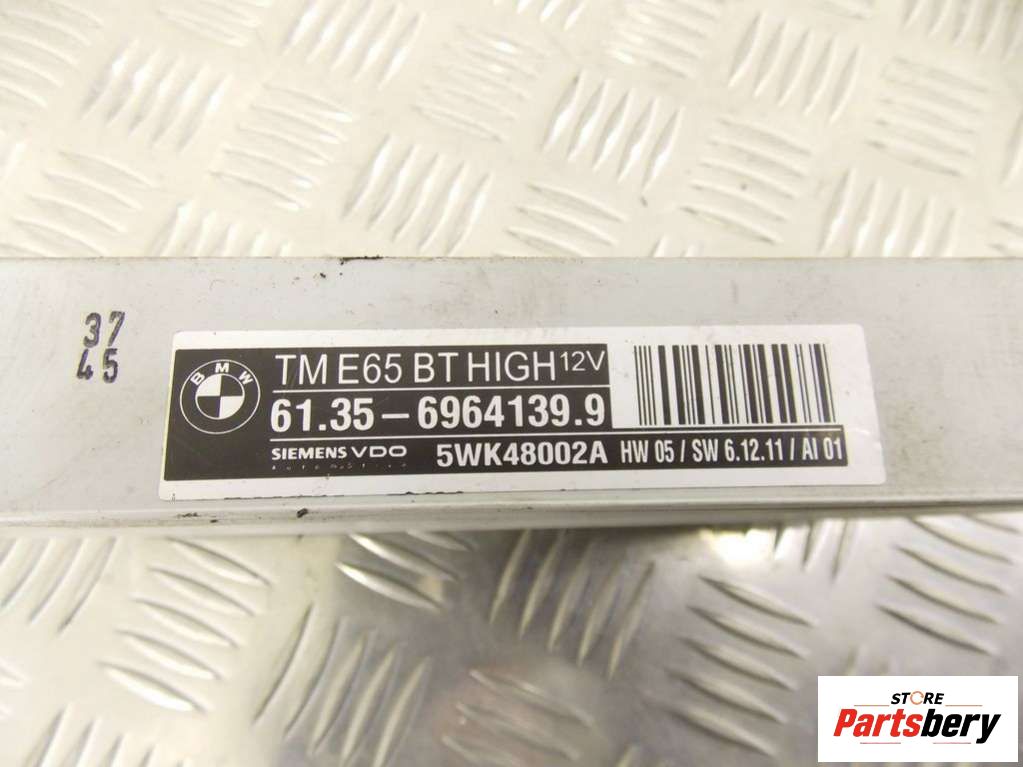 37
45
BMW
TM E65 BT HIGH 12V
61.35 – 6964139.9
SIEMENS VDO 5WK48002A HW 05 / SW 6.12.11 / AI 01
STORE
Partsbery